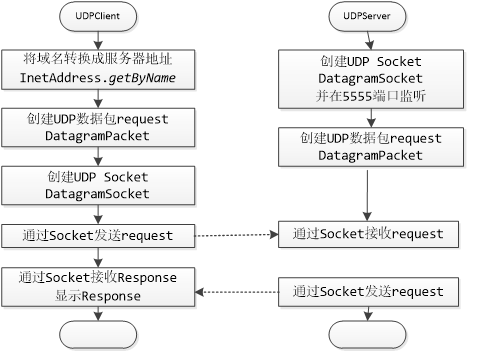 UDPClient
将域名转换成服务器地址
InetAddress.getByName
创建UDP数据包request
DatagramPacket
创建UDP Socket
DatagramSocket
通过Socket发送request
通过Socket接收Response
显示Response
UDPServer
创建UDP Socket
DatagramSocket
并在5555端口监听
创建UDP数据包request
DatagramPacket
通过Socket接收request
通过Socket发送request